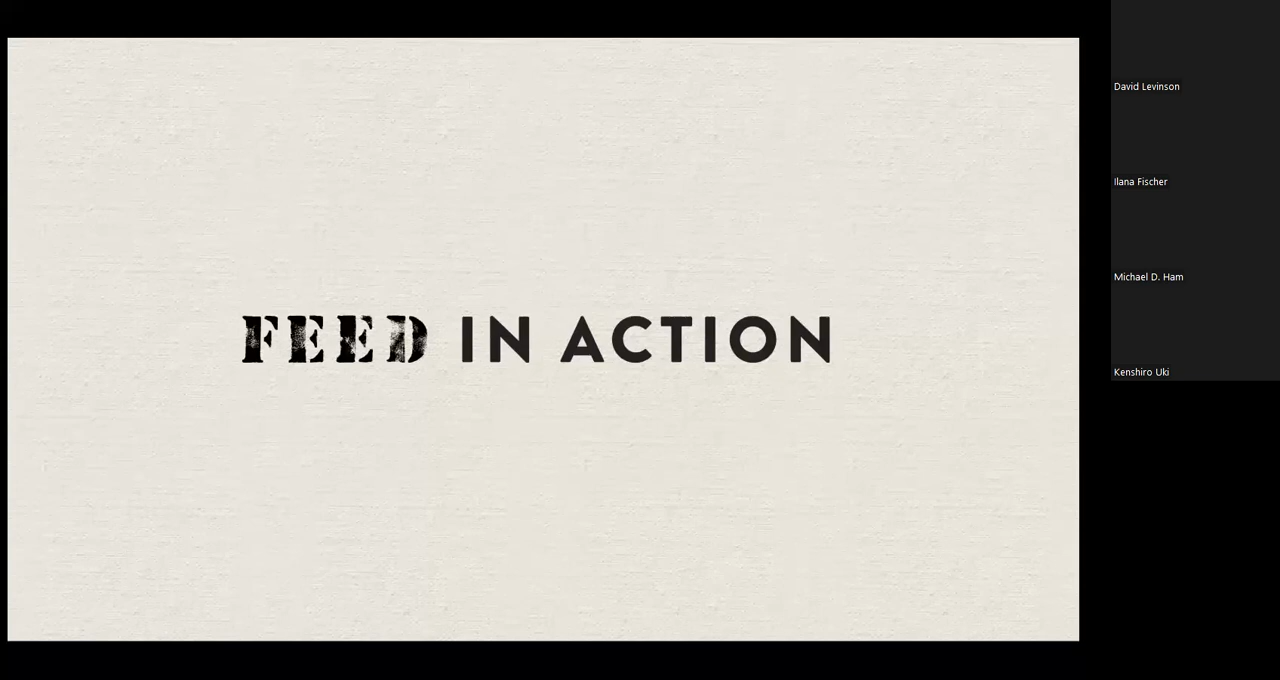 FEED IN ACTION
David Levinson
Ilana Fischer
Michael D. Ham
Kenshiro Uki